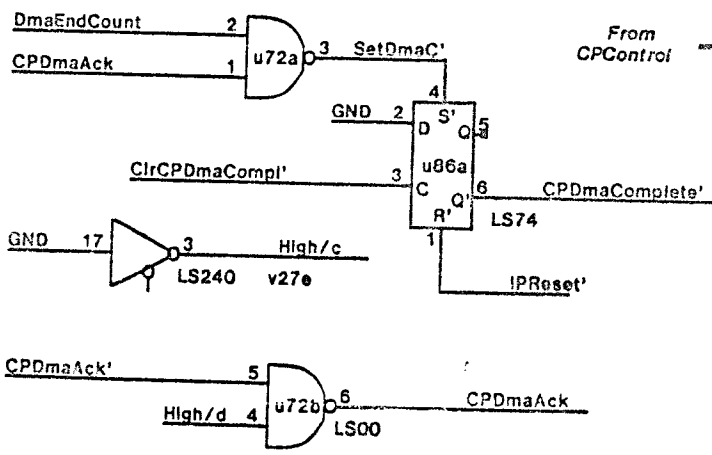 DmaEndCount 2
CPDmaAck 1
u72a
3 SetDmaC'
From
CPControl
4
GND 2
S'
D
Q
5
u86a
ClrCPDmaCompl' 3
C
Q'
6 CPDmaComplete'
R'
LS74
1
IPReset'
GND 17
3 High/c
LS240 v27e
CPDmaAck' 5
High/d 4
u72b
6 CPDmaAck
LS00